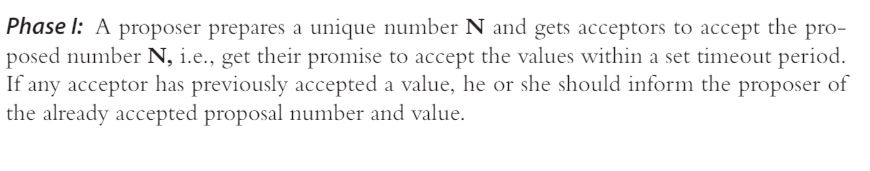 Phase I: A proposer prepares a unique number N and gets acceptors to accept the pro-
posed number N, i.e., get their promise to accept the values within a set timeout period.
If any acceptor has previously accepted a value, he or she should inform the proposer of
the already accepted proposal number and value.